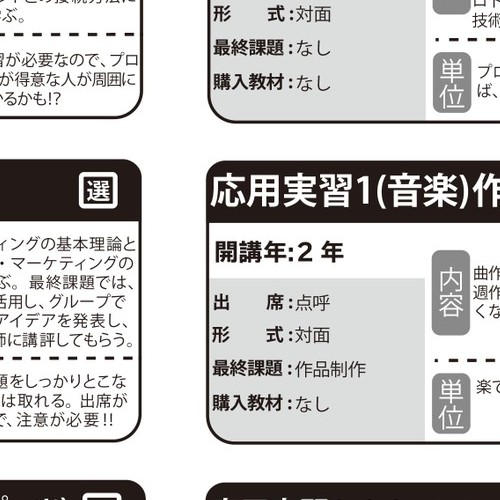 ぶ。
習が必要なので、プロ
が得意な人が周囲に
いるかも!?
形 式:対面
最終課題:なし
購入教材:なし
技術
単位
プロ
ば、
選
ィングの基本理論と
・マーケティングの
ぶ。最終課題では、
活用し、グループで
アイデアを発表し、
師に講評してもらう。
題をしっかりとこな
は取れる。出席が
で、注意が必要!!
応用実習1(音楽)作
開講年:2 年
出 席:点呼
形 式:対面
最終課題:作品制作
購入教材:なし
内容
曲作
週作
くな
単位
楽で